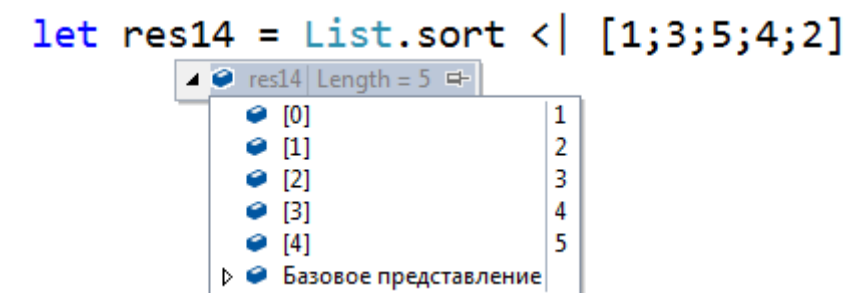 let res14 = List.sort <| [1;3;5;4;2]
res14 Length = 5
[0] 1
[1] 2
[2] 3
[3] 4
[4] 5
Базовое представление